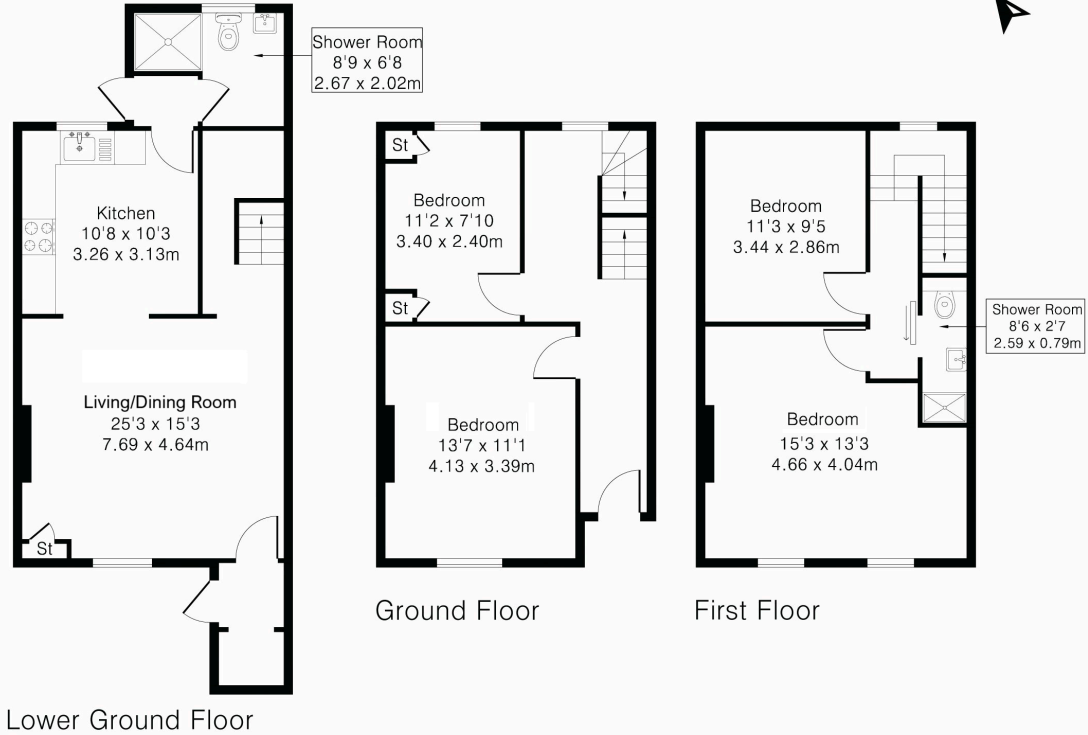 Shower Room
8'9 x 6'8
2.67 x 2.02m
Kitchen
10'8 x 10'3
3.26 x 3.13m
Living/Dining Room
25'3 x 15'3
7.69 x 4.64m
St
Lower Ground Floor
St
Bedroom
11'2 x 7'10
3.40 x 2.40m
St
Bedroom
13'7 x 11'1
4.13 x 3.39m
Ground Floor
Bedroom
11'3 x 9'5
3.44 x 2.86m
Shower Room
8'6 x 2'7
2.59 x 0.79m
Bedroom
15'3 x 13'3
4.66 x 4.04m
First Floor